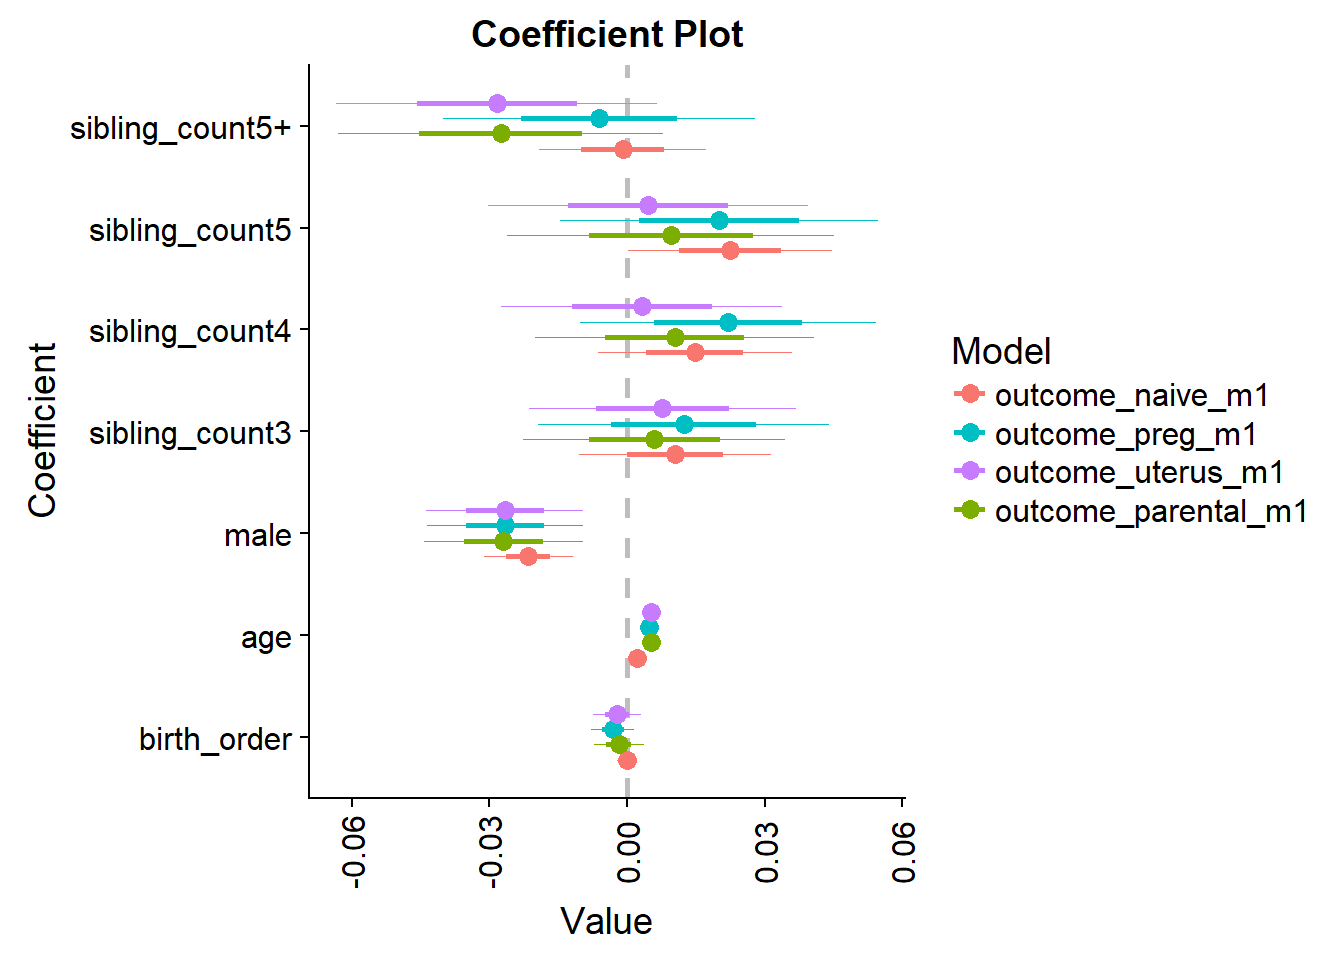 Coefficient Plot
Coefficient
sibling_count5+
sibling_count5
sibling_count4
sibling_count3
male
age
birth_order
-0.06
-0.03
0.00
0.03
0.06
Value
Model
outcome_naive_m1
outcome_preg_m1
outcome_uterus_m1
outcome_parental_m1